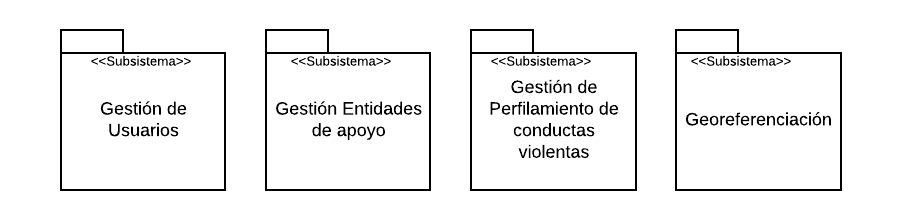 <<Subsistema>>
Gestión de
Usuarios
<<Subsistema>>
Gestión Entidades
de apoyo
<<Subsistema>>
Gestión de
Perfilamiento de
conductas
violentas
<<Subsistema>>
Georeferenciación